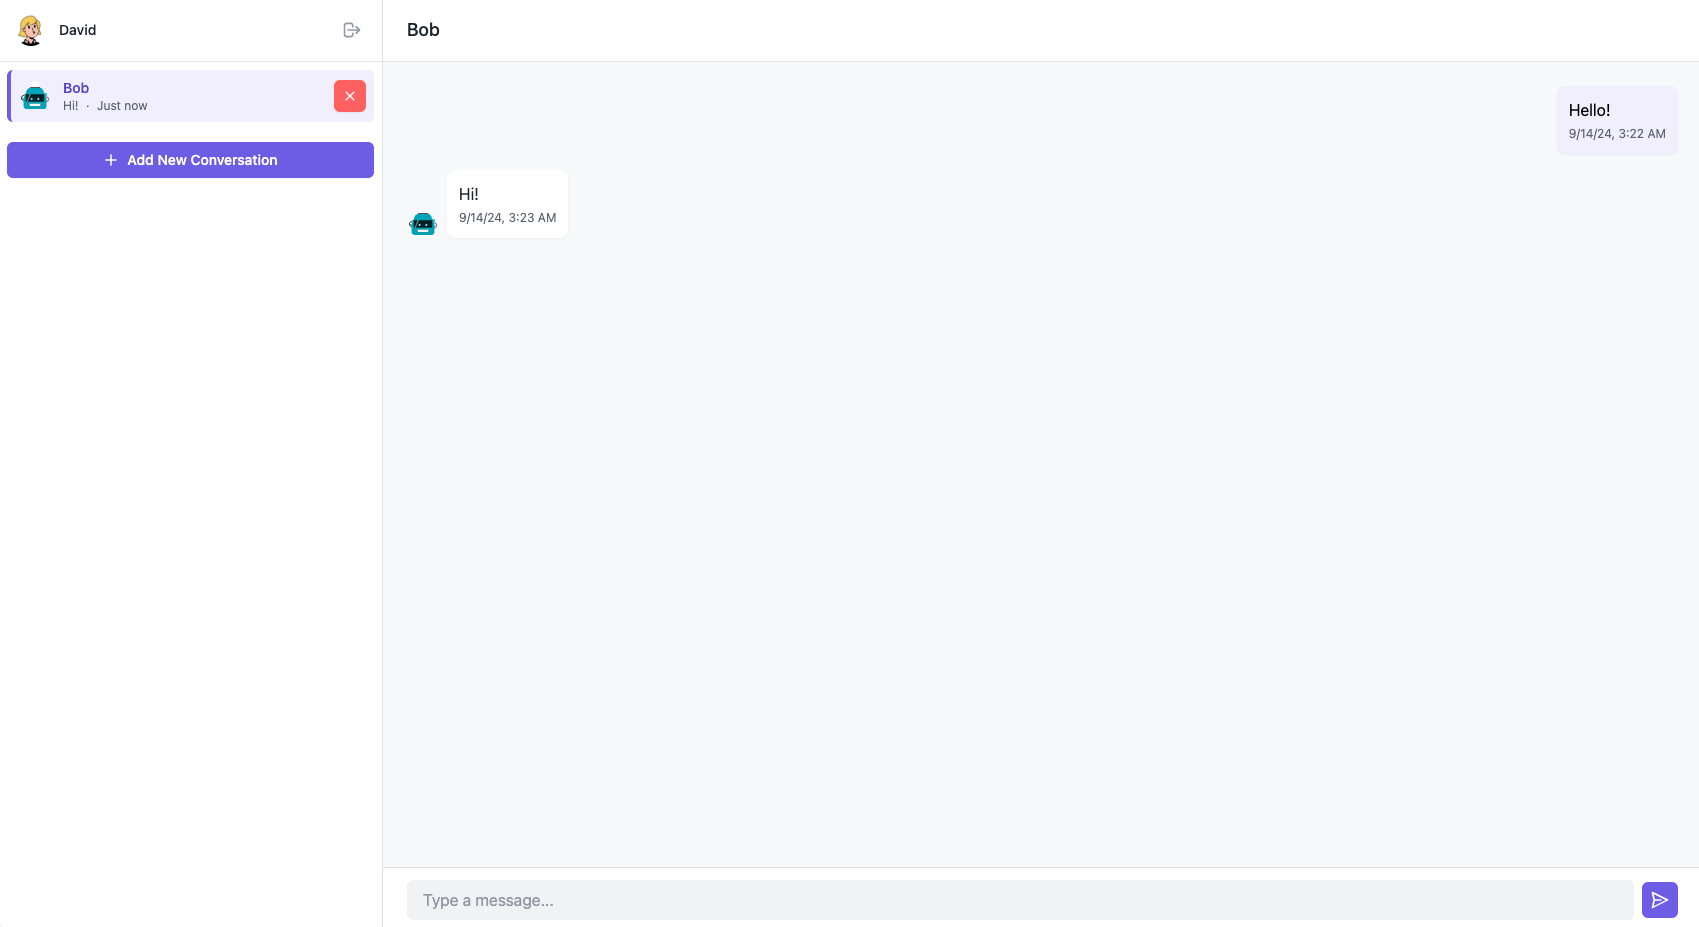 David
Bob
Hi! · Just now
Add New Conversation
Bob
Hello!
9/14/24, 3:22 AM
Hi!
9/14/24, 3:23 AM
Type a message...